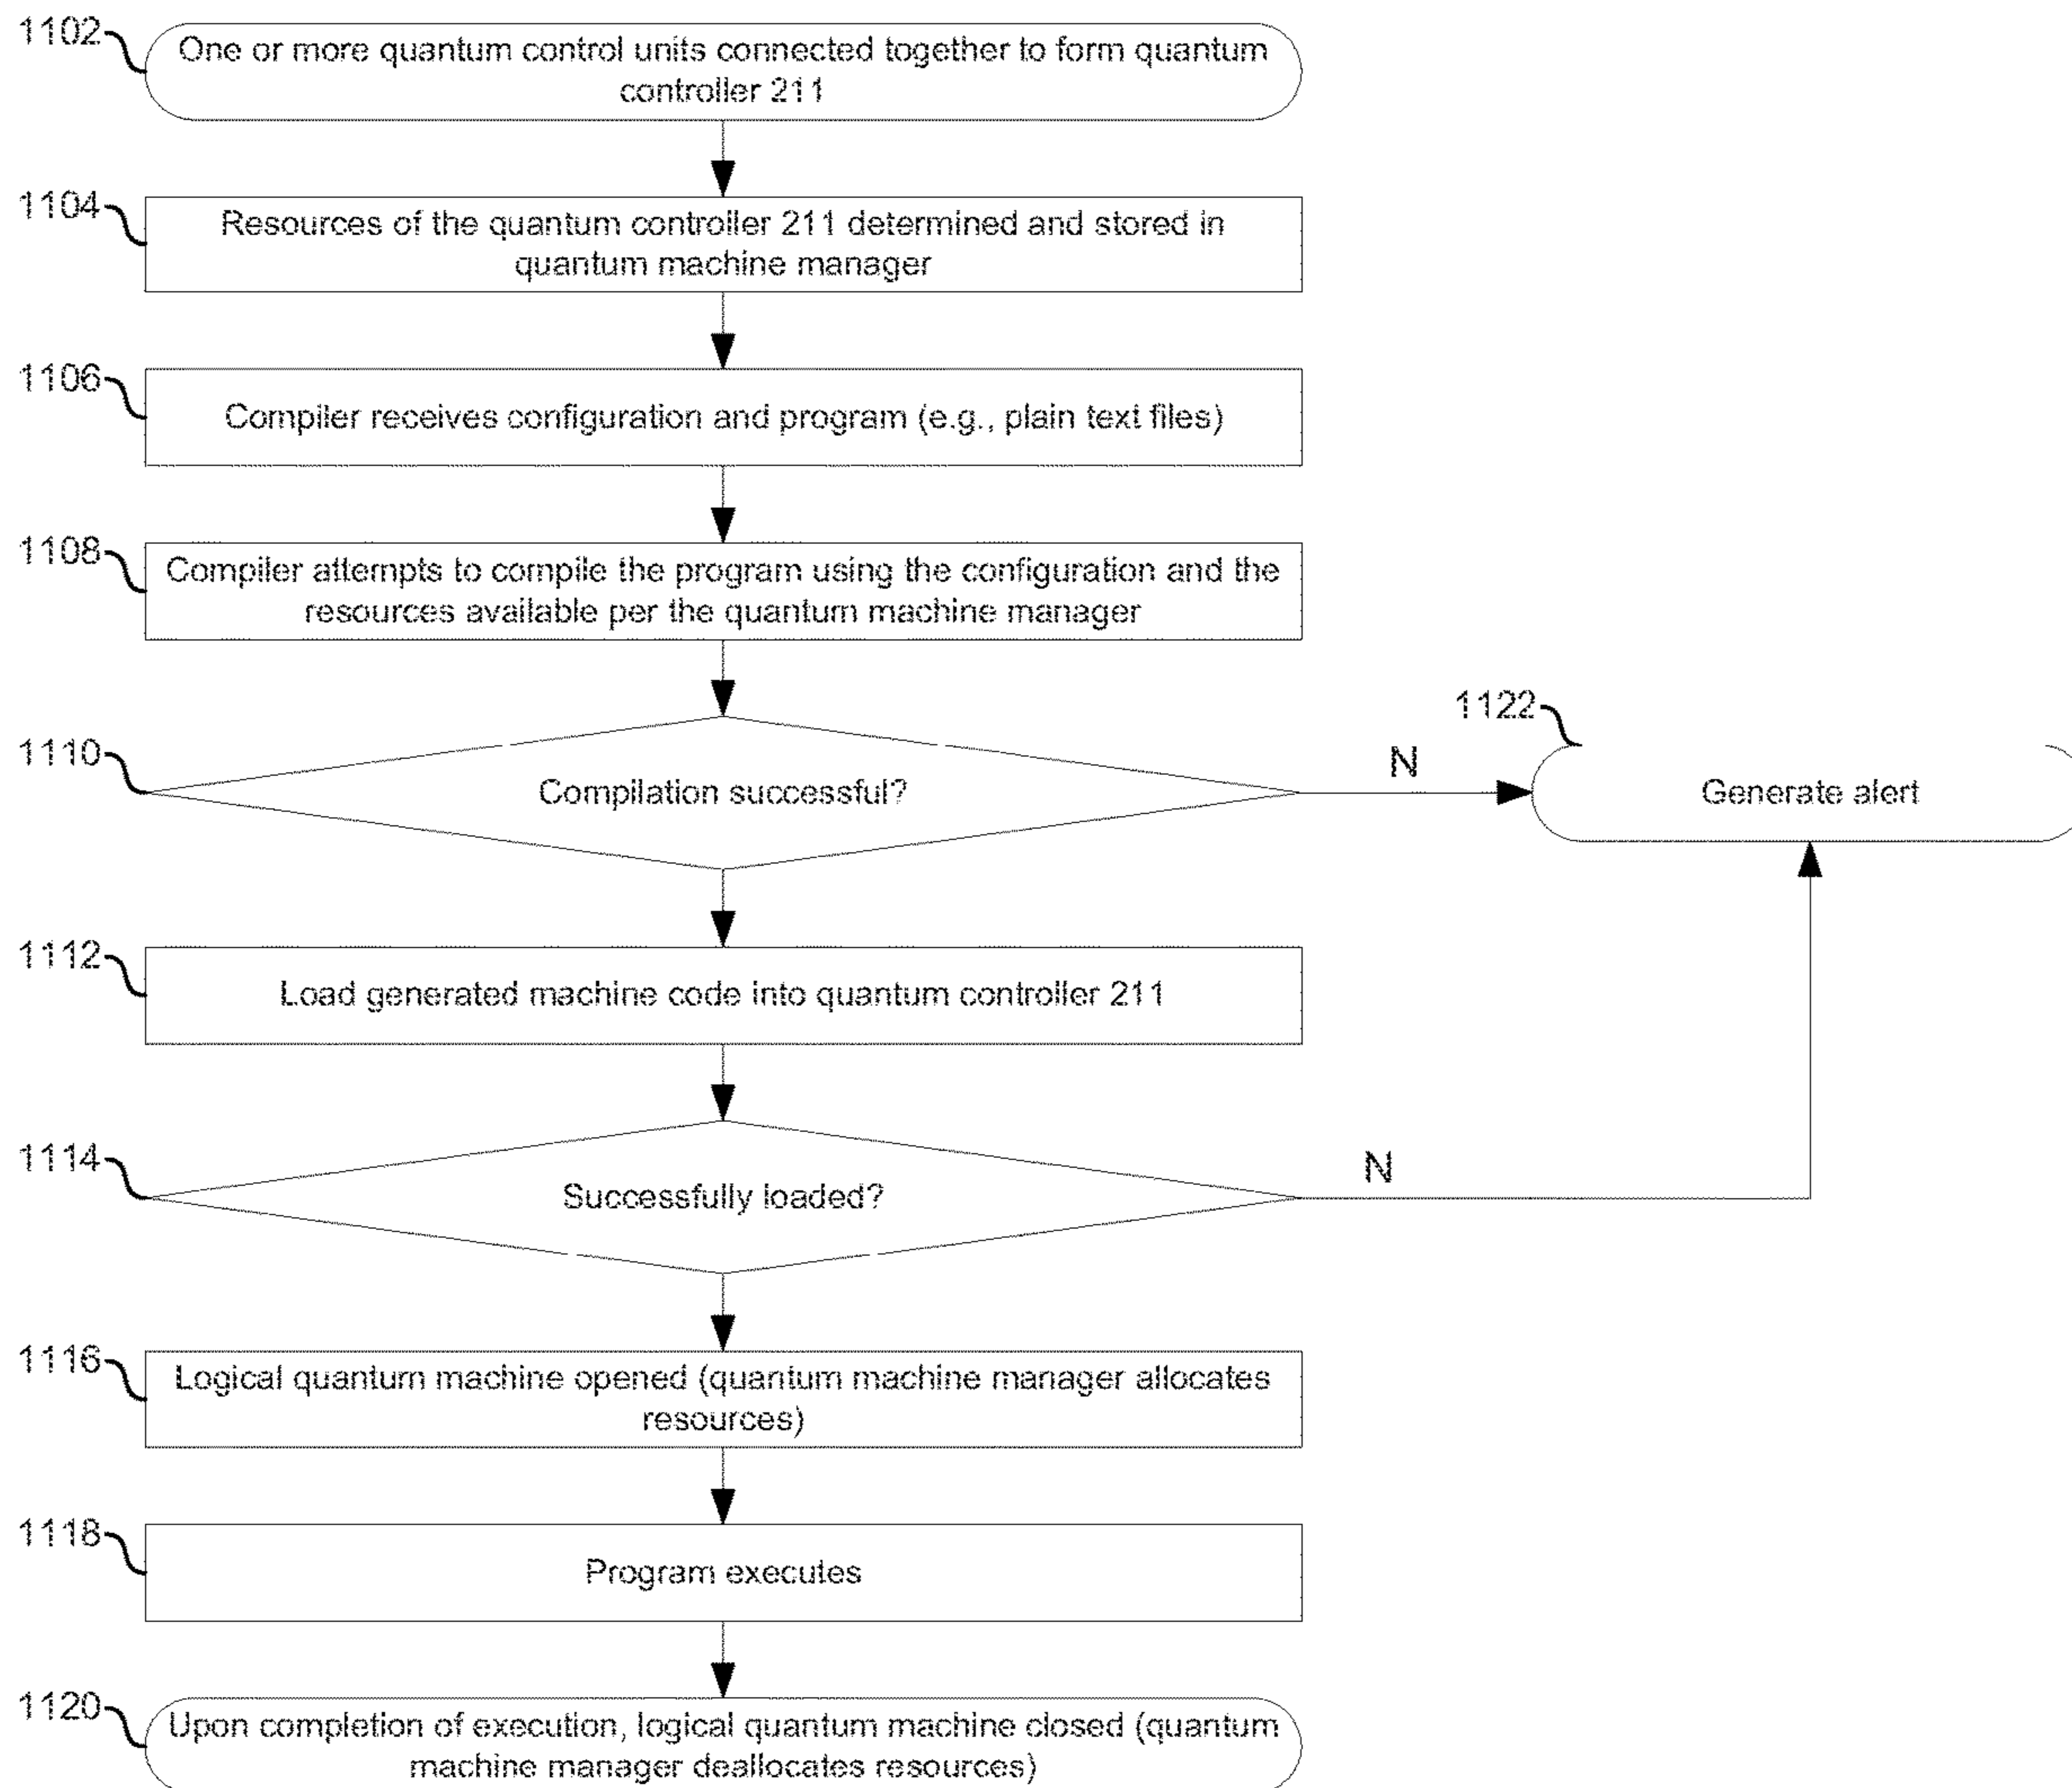 1102
One or more quantum control units connected together to form quantum
controller 211
1104
Resources of the quantum controller 211 determined and stored in
quantum machine manager
1106
Compiler receives configuration and program (e.g., plain text files)
1108
Compiler attempts to compile the program using the configuration and the
resources available per the quantum machine manager
1110
Compilation successful?
N
1122
Generate alert
1112
Load generated machine code into quantum controller 211
1114
Successfully loaded?
N
1116
Logical quantum machine opened (quantum machine manager allocates
resources)
1118
Program executes
1120
Upon completion of execution, logical quantum machine closed (quantum
machine manager deallocates resources)